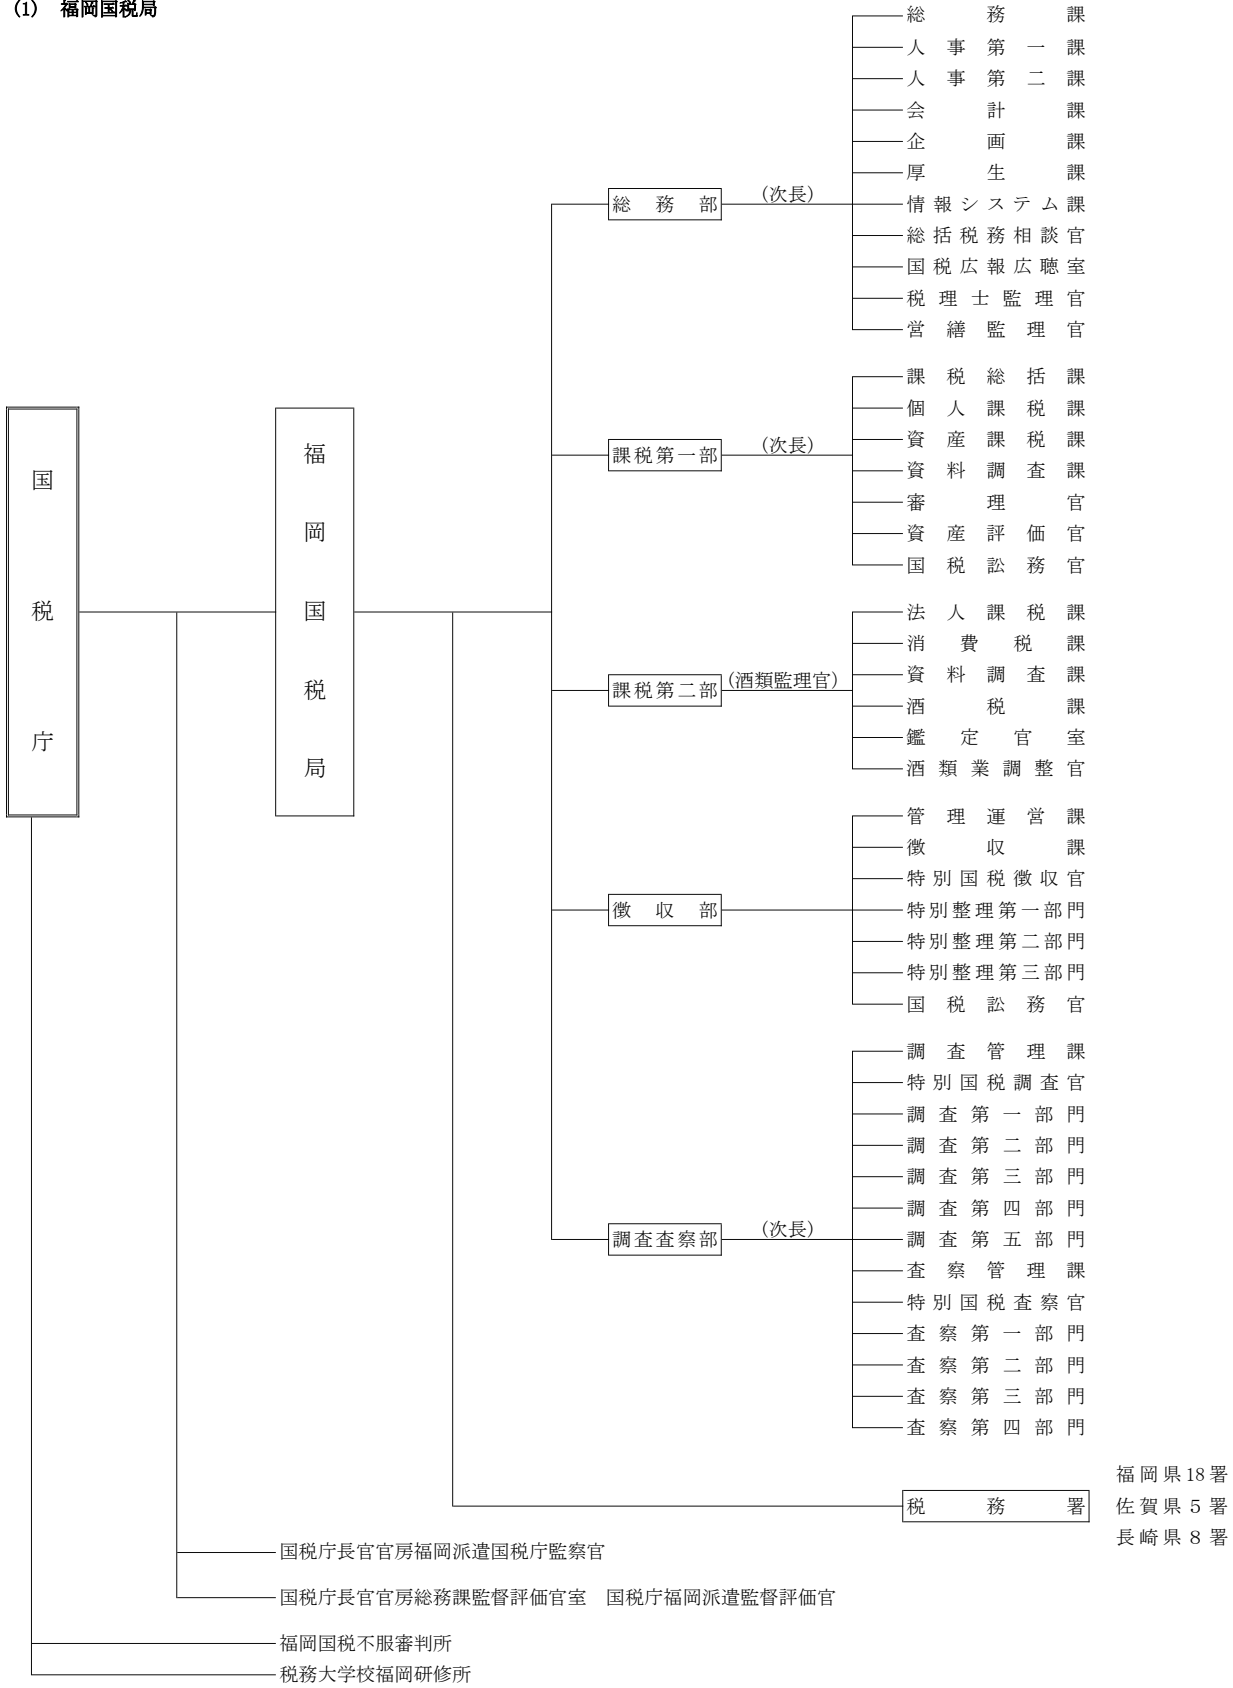 (1) 福岡国税局
国税庁
福岡国税局
総務部
(次長)
総務課
人事第一課
人事第二課
会計課
企画課
厚生課
情報システム課
総括税務相談官
国税広報広聴室
税理士監理官
営繕監理官
課税第一部
(次長)
課税総括課
個人課税課
資産課税課
資料調査課
審理官
資産評価官
国税訟務官
課税第二部
(酒類監理官)
法人課税課
消費税課
資料調査課
酒税課
鑑定官室
酒類業調整官
徴収部
管理運営課
徴収課
特別国税徴収官
特別整理第一部門
特別整理第二部門
特別整理第三部門
国税訟務官
調査査察部
(次長)
調査管理課
特別国税調査官
調査第一部門
調査第二部門
調査第三部門
調査第四部門
調査第五部門
査察管理課
特別国税査察官
査察第一部門
査察第二部門
査察第三部門
査察第四部門
税務署
福岡県18署
佐賀県5署
長崎県8署
国税庁長官官房福岡派遣国税庁監察官
国税庁長官官房総務課監督評価官室 国税庁福岡派遣監督評価官
福岡国税不服審判所
税務大学校福岡研修所